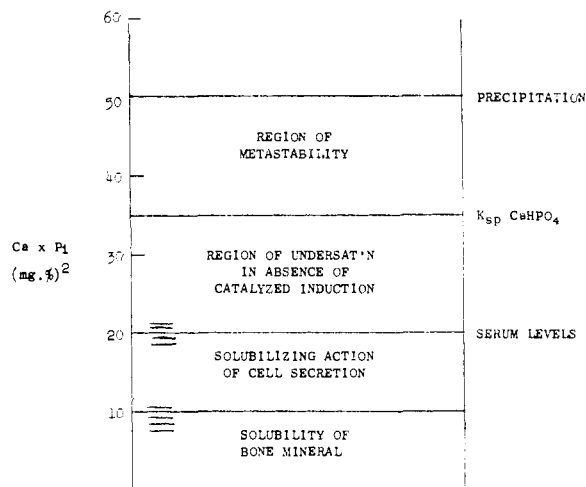 60
50
PRECIPITATION
REGION OF
METASTABILITY
40
Ksp CaHPO4
Ca x Pi
(mg.%)2
30
REGION OF UNDERSAT'N
IN ABSENCE OF
CATALYZED INDUCTION
20
SERUM LEVELS
SOLUBILIZING ACTION
OF CELL SECRETION
10
SOLUBILITY OF
BONE MINERAL